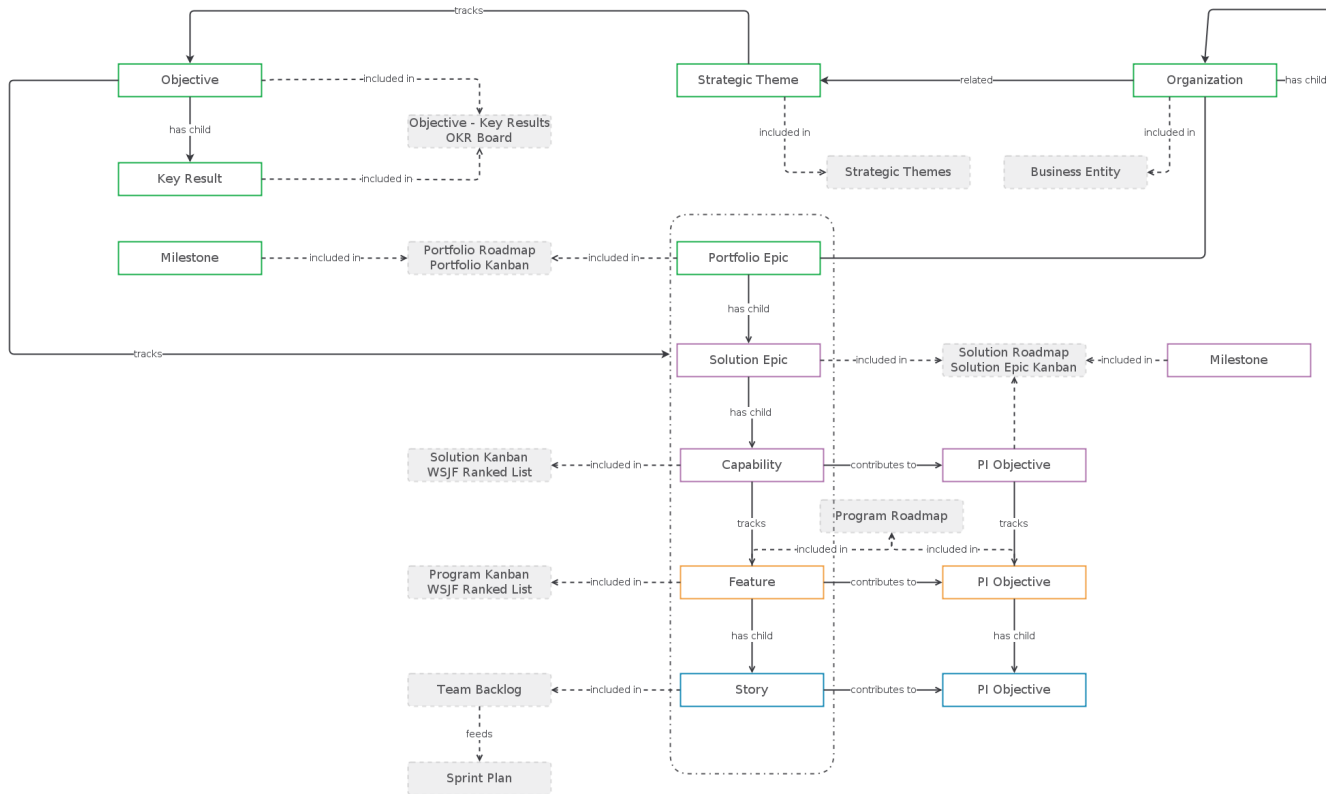 tracks
Objective
included in
Strategic Theme
related
Organization
has child
has child
Objective - Key Results
OKR Board
included in
included in
Key Result
included in
Strategic Themes
Business Entity
Milestone
included in
Portfolio Roadmap
Portfolio Kanban
included in
Portfolio Epic
has child
tracks
Solution Epic
included in
Solution Roadmap
Solution Epic Kanban
included in
Milestone
has child
Solution Kanban
WSJF Ranked List
included in
Capability
contributes to
PI Objective
tracks
Program Roadmap
tracks
included in
included in
Program Kanban
WSJF Ranked List
included in
Feature
contributes to
PI Objective
has child
has child
Team Backlog
included in
Story
contributes to
PI Objective
feeds
Sprint Plan